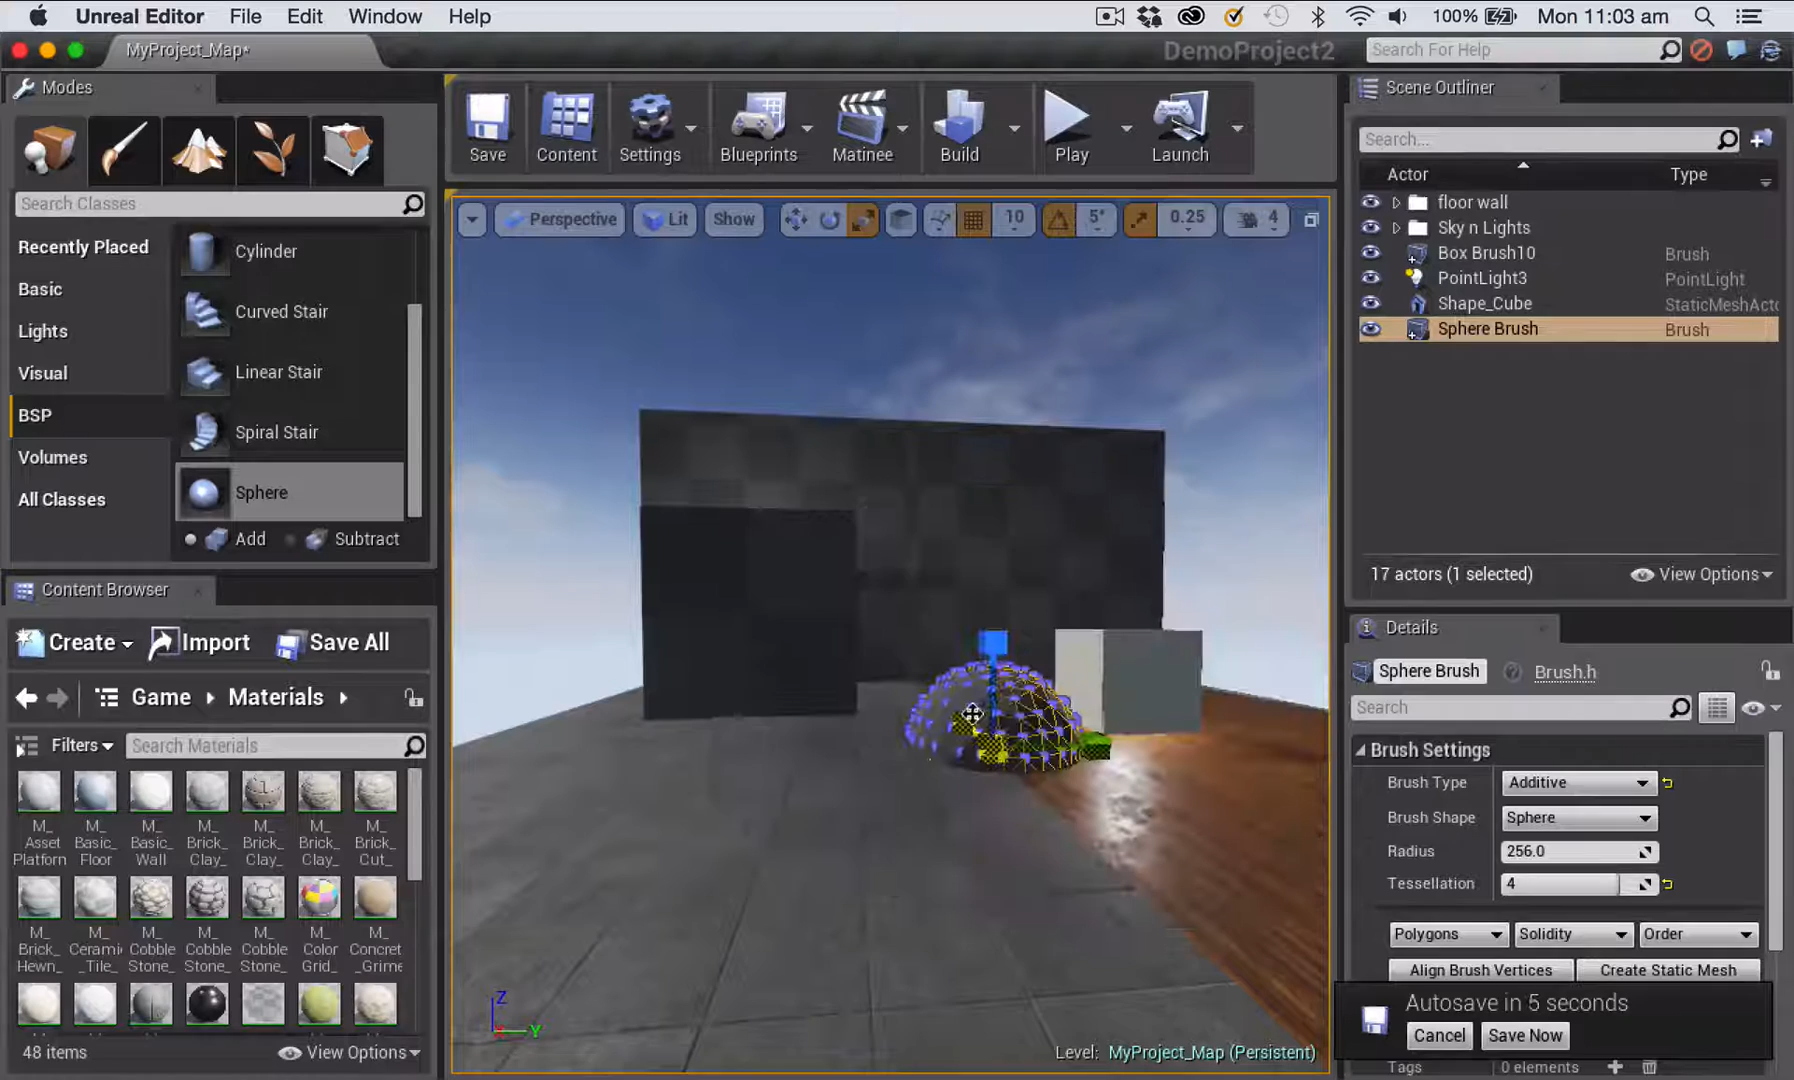 Unreal Editor File Edit Window Help 100% Mon 11:03 am
MyProject_Map* DemoProject2 Search For Help
Modes
Search Classes
Recently Placed
Basic
Lights
Visual
BSP
Volumes
All Classes
Cylinder
Curved Stair
Linear Stair
Spiral Stair
Sphere
Add Subtract
Save Content Settings Blueprints Matinee Build Play Launch
Perspective Lit Show 10 5° 0.25 4
Level: MyProject_Map (Persistent)
Z
X Y
Content Browser
Create Import Save All
Game Materials
Filters Search Materials
M_ Asset Platforn
M_ Basic_ Floor
M_ Basic_ Wall
M_ Brick_ Clay_
M_ Brick_ Clay_
M_ Brick_ Clay_
M_ Brick_ Cut_
M_ Brick_ Hewn_
M_ Cerami _Tile_
M_ Cobble Stone_
M_ Cobble Stone_
M_ Cobble Stone_
M_ Color Grid_
M_ Concret _Grime
48 items View Options
Scene Outliner
Search...
Actor Type
floor wall
Sky n Lights
Box Brush10 Brush
PointLight3 PointLight
Shape_Cube StaticMeshActo
Sphere Brush Brush
17 actors (1 selected) View Options
Details
Sphere Brush Brush.h
Search
Brush Settings
Brush Type Additive
Brush Shape Sphere
Radius 256.0
Tessellation 4
Polygons Solidity Order
Align Brush Vertices Create Static Mesh
Autosave in 5 seconds
Cancel Save Now
Tags 0 elements